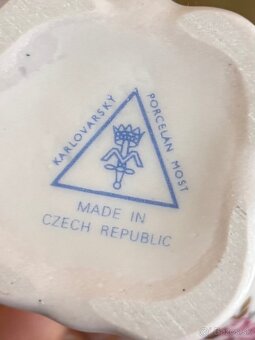 KARLOVARSKÝ
PORCELÁN MOST
MADE IN
CZECH REPUBLIC